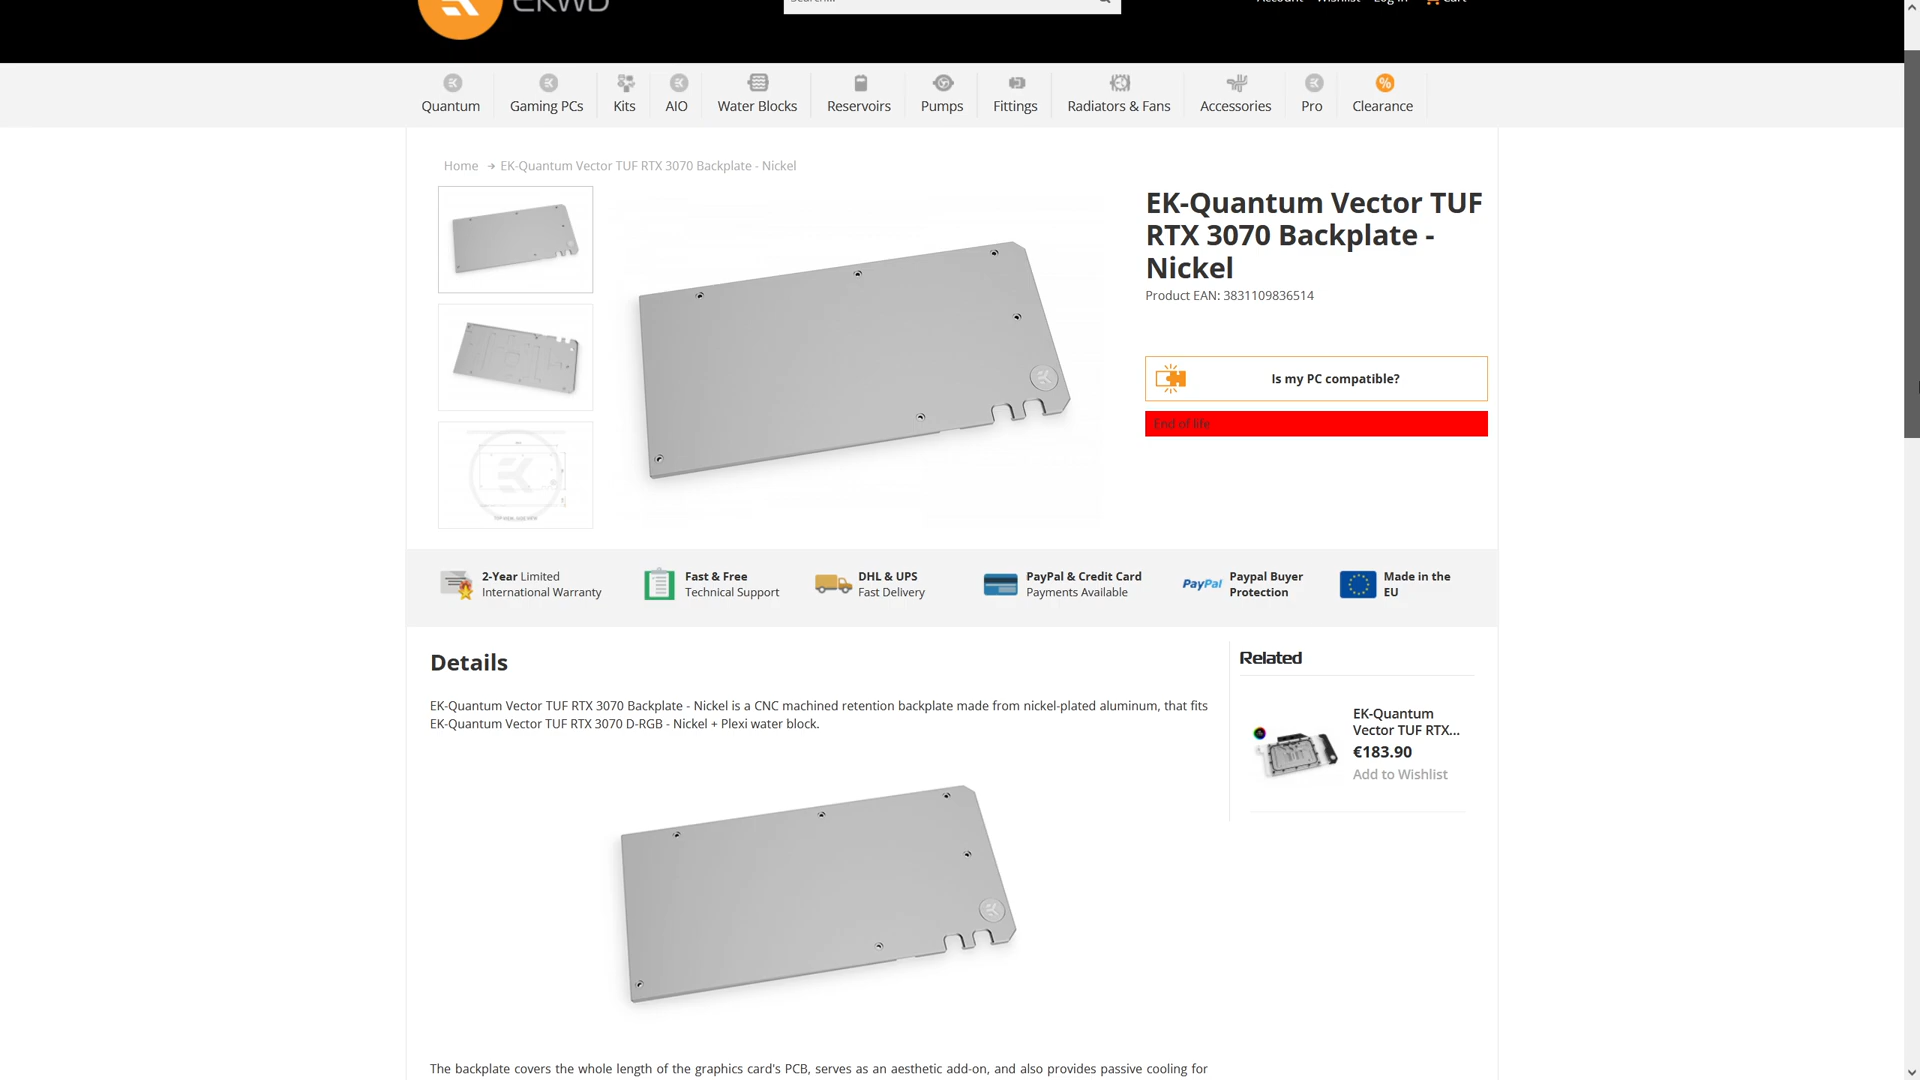 EKWB
Search...
Account Wishlist Log In Cart
Quantum
Gaming PCs
Kits
AIO
Water Blocks
Reservoirs
Pumps
Fittings
Radiators & Fans
Accessories
Pro
Clearance
Home → EK-Quantum Vector TUF RTX 3070 Backplate - Nickel
EK-Quantum Vector TUF
RTX 3070 Backplate -
Nickel
Product EAN: 3831109836514
Is my PC compatible?
End of life
2-Year Limited
International Warranty
Fast & Free
Technical Support
DHL & UPS
Fast Delivery
PayPal & Credit Card
Payments Available
PayPal
Paypal Buyer
Protection
Made in the
EU
Details
EK-Quantum Vector TUF RTX 3070 Backplate - Nickel is a CNC machined retention backplate made from nickel-plated aluminum, that fits
EK-Quantum Vector TUF RTX 3070 D-RGB - Nickel + Plexi water block.
Related
EK-Quantum
Vector TUF RTX...
€183.90
Add to Wishlist
The backplate covers the whole length of the graphics card's PCB, serves as an aesthetic add-on, and also provides passive cooling for